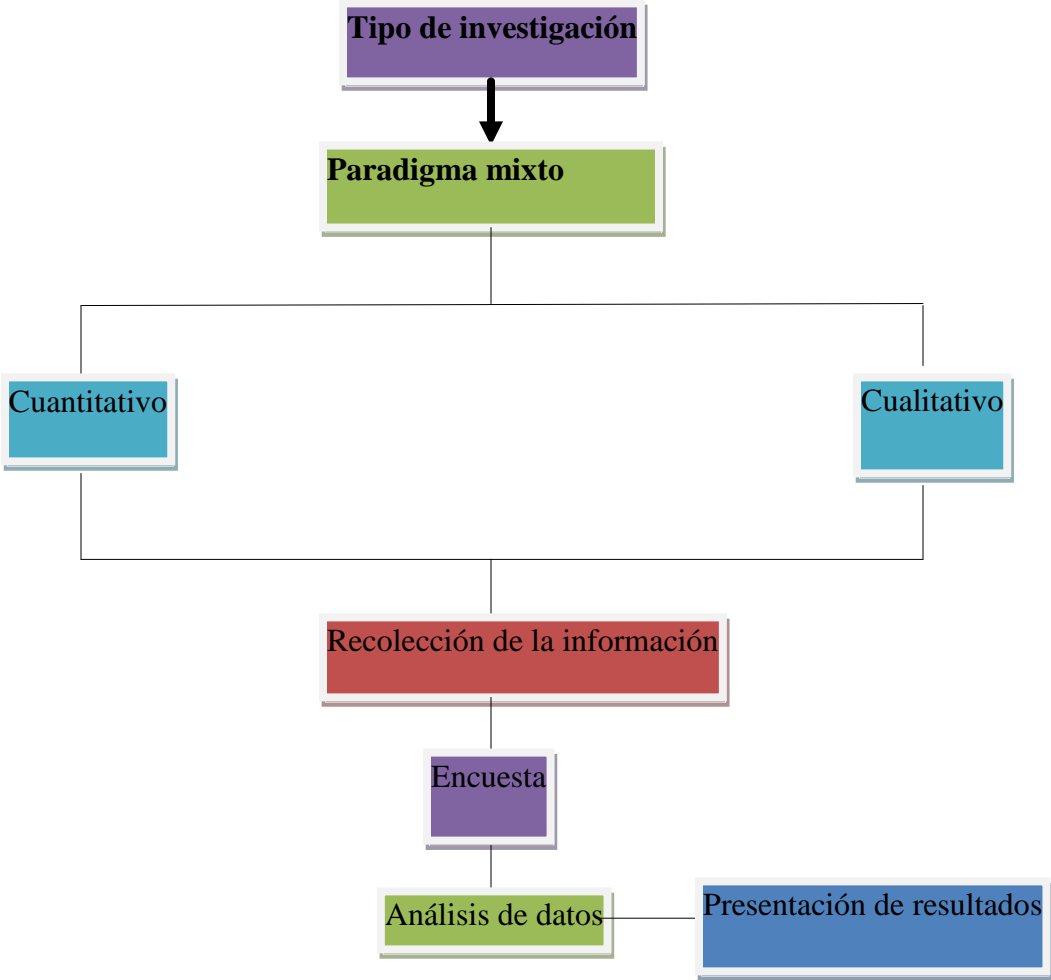 Tipo de investigación
Paradigma mixto
Cuantitativo
Cualitativo
Recolección de la información
Encuesta
Análisis de datos
Presentación de resultados